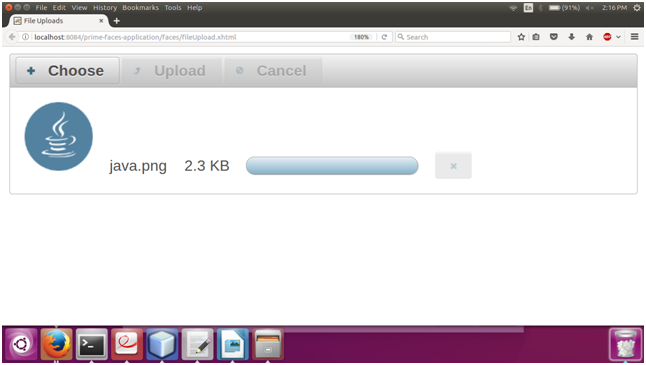 File Edit View History Bookmarks Tools Help
En (91%) 2:16 PM
File Uploads × +
localhost:8084/prime-faces-application/faces/fileUpload.xhtml 180% Search
Choose Upload Cancel
java.png 2.3 KB